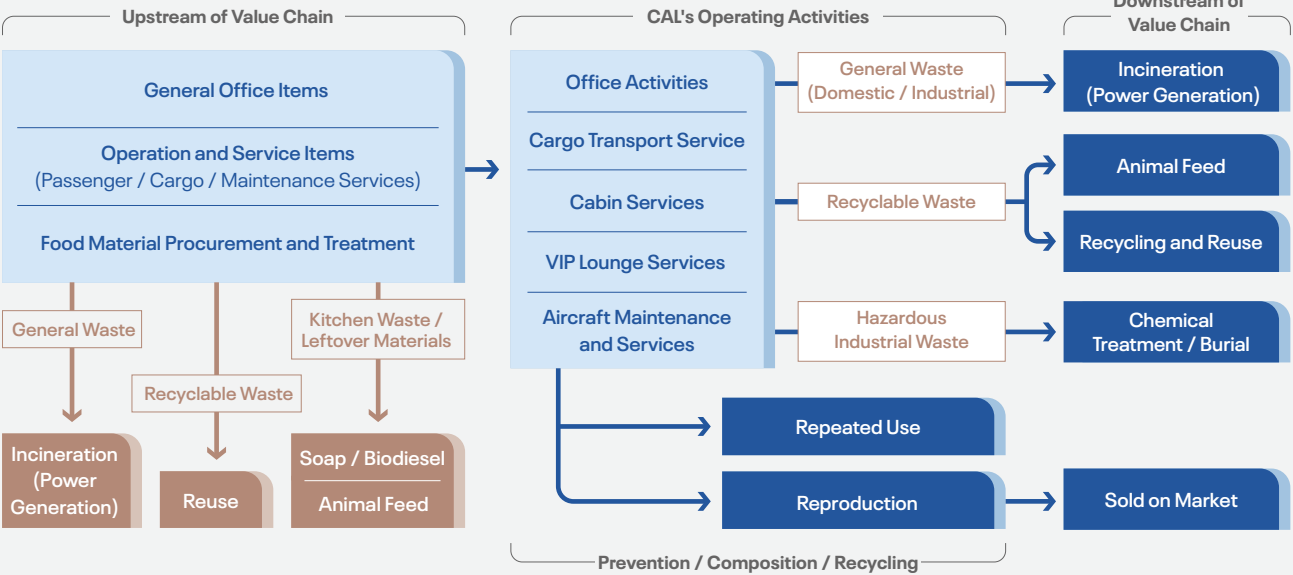 Upstream of Value Chain
CAL's Operating Activities
Downstream of
Value Chain
General Office Items
Operation and Service Items
(Passenger / Cargo / Maintenance Services)
Food Material Procurement and Treatment
General Waste
Recyclable Waste
Kitchen Waste /
Leftover Materials
Incineration
(Power
Generation)
Reuse
Soap / Biodiesel
Animal Feed
Office Activities
Cargo Transport Service
Cabin Services
VIP Lounge Services
Aircraft Maintenance
and Services
General Waste
(Domestic / Industrial)
Recyclable Waste
Hazardous
Industrial Waste
Incineration
(Power Generation)
Animal Feed
Recycling and Reuse
Chemical
Treatment / Burial
Repeated Use
Reproduction
Sold on Market
Prevention / Composition / Recycling